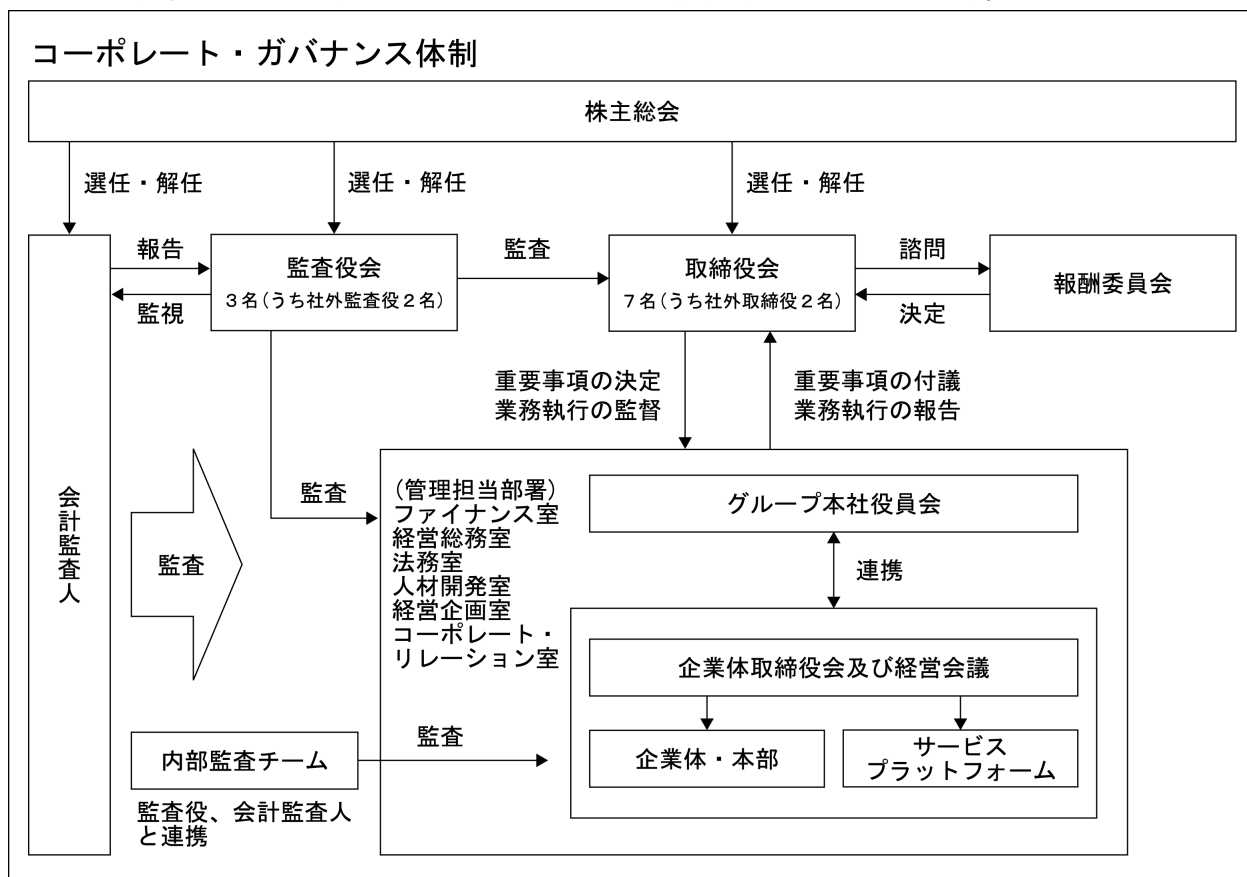 コーポレート・ガバナンス体制
株主総会
選任・解任
選任・解任
選任・解任
報告
監視
監査役会
3名(うち社外監査役2名)
監査
取締役会
7名(うち社外取締役2名)
諮問
決定
報酬委員会
重要事項の決定
業務執行の監督
重要事項の付議
業務執行の報告
会計監査人
監査
監査
(管理担当部署)
ファイナンス室
経営総務室
法務室
人材開発室
経営企画室
コーポレート・
リレーション室
グループ本社役員会
連携
企業体取締役会及び経営会議
企業体・本部
サービス
プラットフォーム
内部監査チーム
監査
監査役、会計監査人
と連携